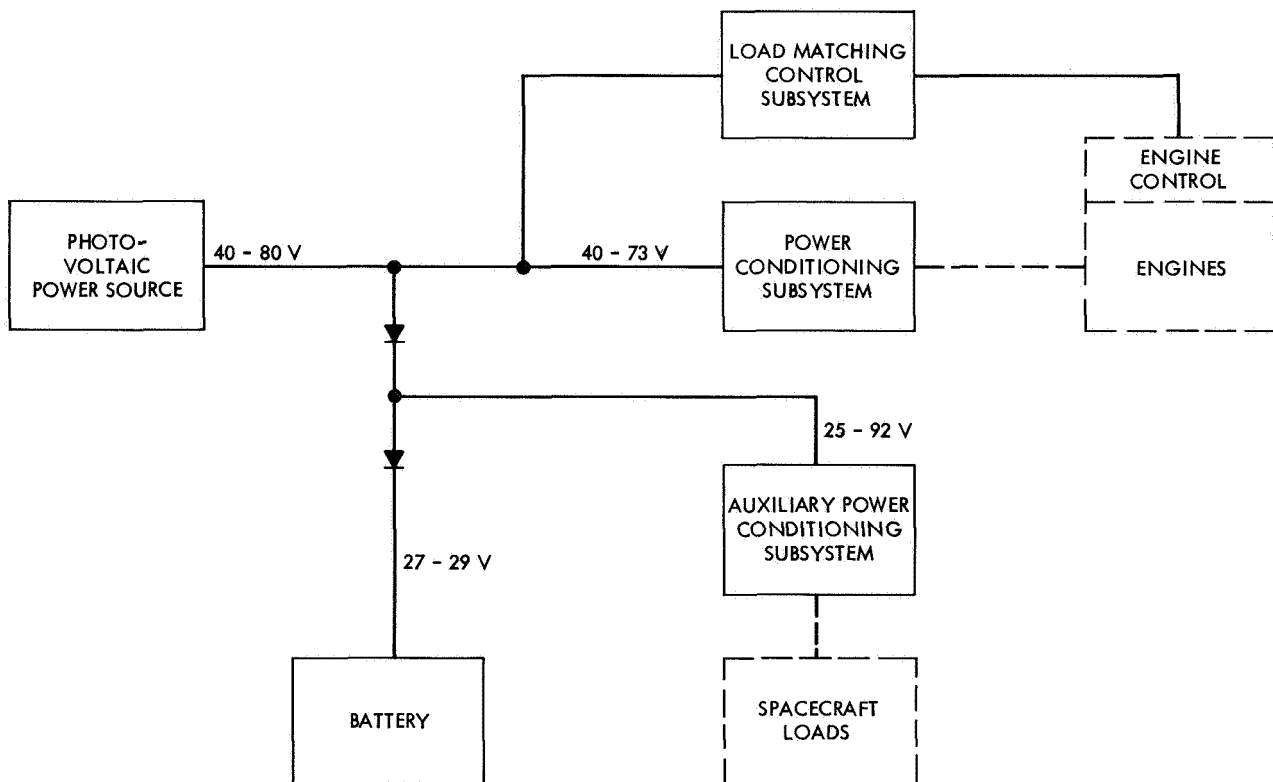 LOAD MATCHING
CONTROL
SUBSYSTEM
ENGINE
CONTROL
PHOTO-
VOLTAIC
POWER SOURCE
40 - 80 V
40 - 73 V
POWER
CONDITIONING
SUBSYSTEM
ENGINES
25 - 92 V
AUXILIARY POWER
CONDITIONING
SUBSYSTEM
27 - 29 V
BATTERY
SPACECRAFT
LOADS